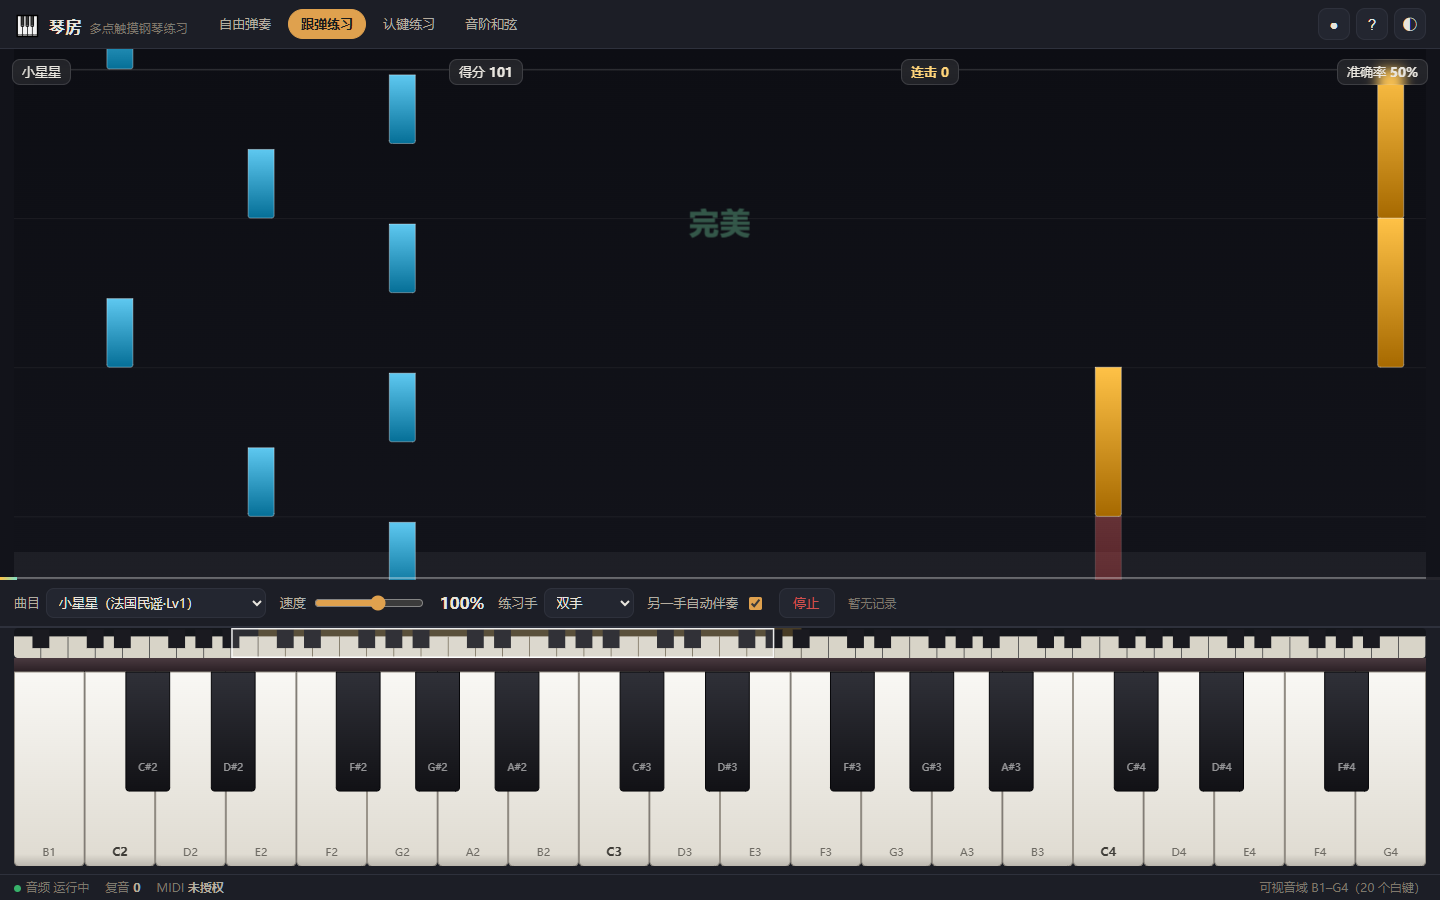 琴房 多点触摸钢琴练习 自由弹奏 跟弹练习 认键练习 音阶和弦 ?
小星星 得分 101 连击 0 准确率 50%
完美
曲目 小星星（法国民谣·Lv1） 速度 100% 练习手 双手 另一手自动伴奏 停止 暂无记录
C#2 D#2 F#2 G#2 A#2 C#3 D#3 F#3 G#3 A#3 C#4 D#4 F#4
B1 C2 D2 E2 F2 G2 A2 B2 C3 D3 E3 F3 G3 A3 B3 C4 D4 E4 F4 G4
音频 运行中 复音 0 MIDI 未授权 可视音域 B1–G4（20 个白键）